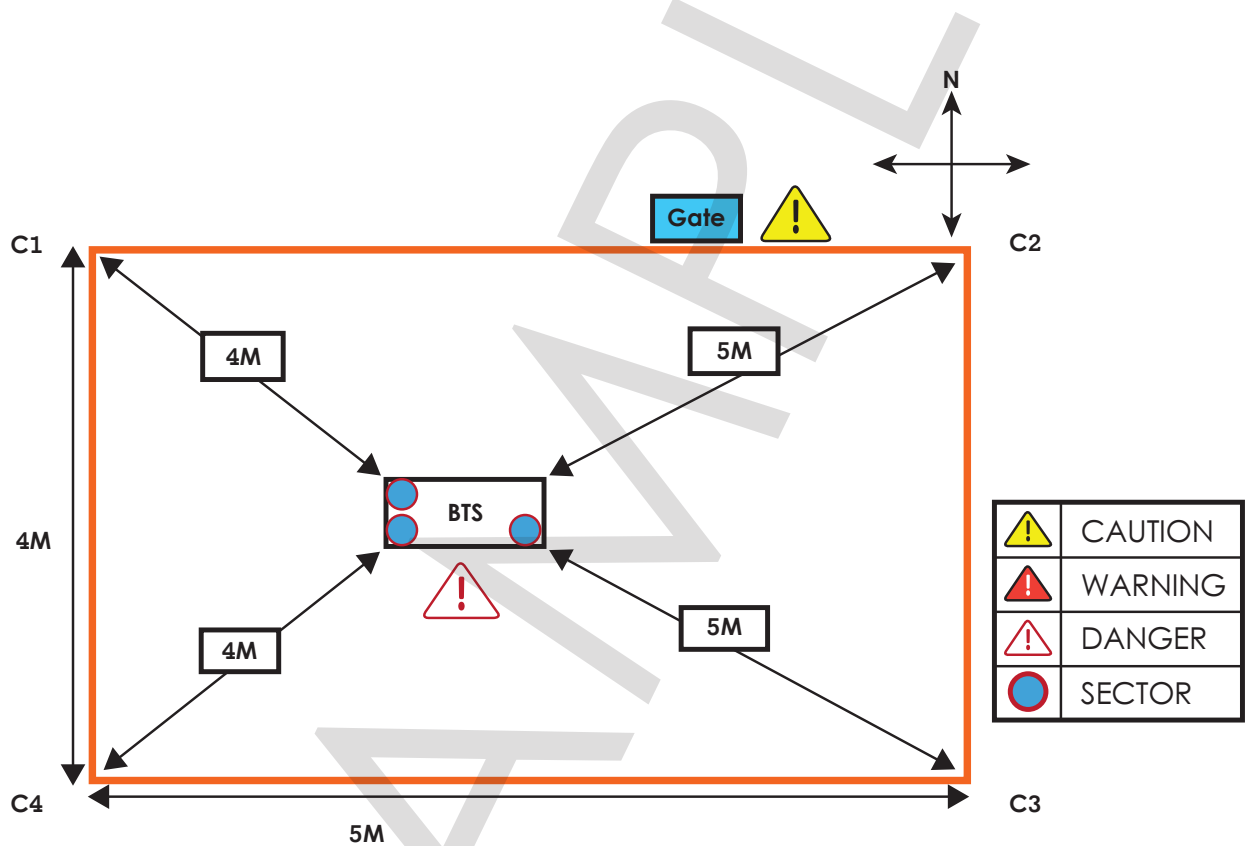 N
Gate
C1
C2
4M
5M
BTS
4M
4M
5M
CAUTION
WARNING
DANGER
SECTOR
C4
C3
5M